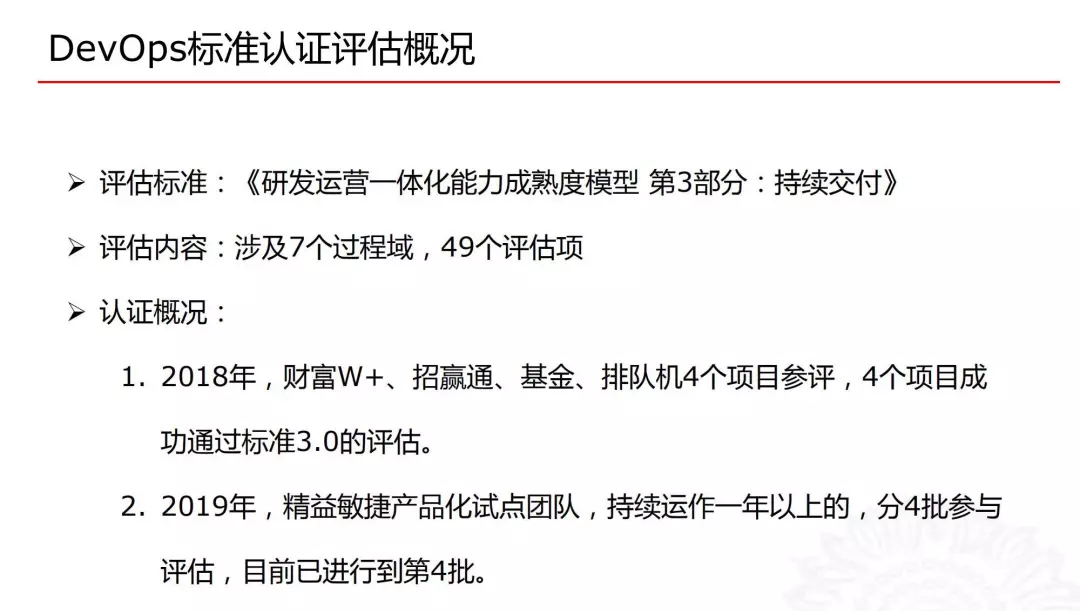 DevOps标准认证评估概况
➢ 评估标准：《研发运营一体化能力成熟度模型 第3部分：持续交付》
➢ 评估内容：涉及7个过程域，49个评估项
➢ 认证概况：
1. 2018年，财富W+、招赢通、基金、排队机4个项目参评，4个项目成
功通过标准3.0的评估。
2. 2019年，精益敏捷产品化试点团队，持续运作一年以上的，分4批参与
评估，目前已进行到第4批。